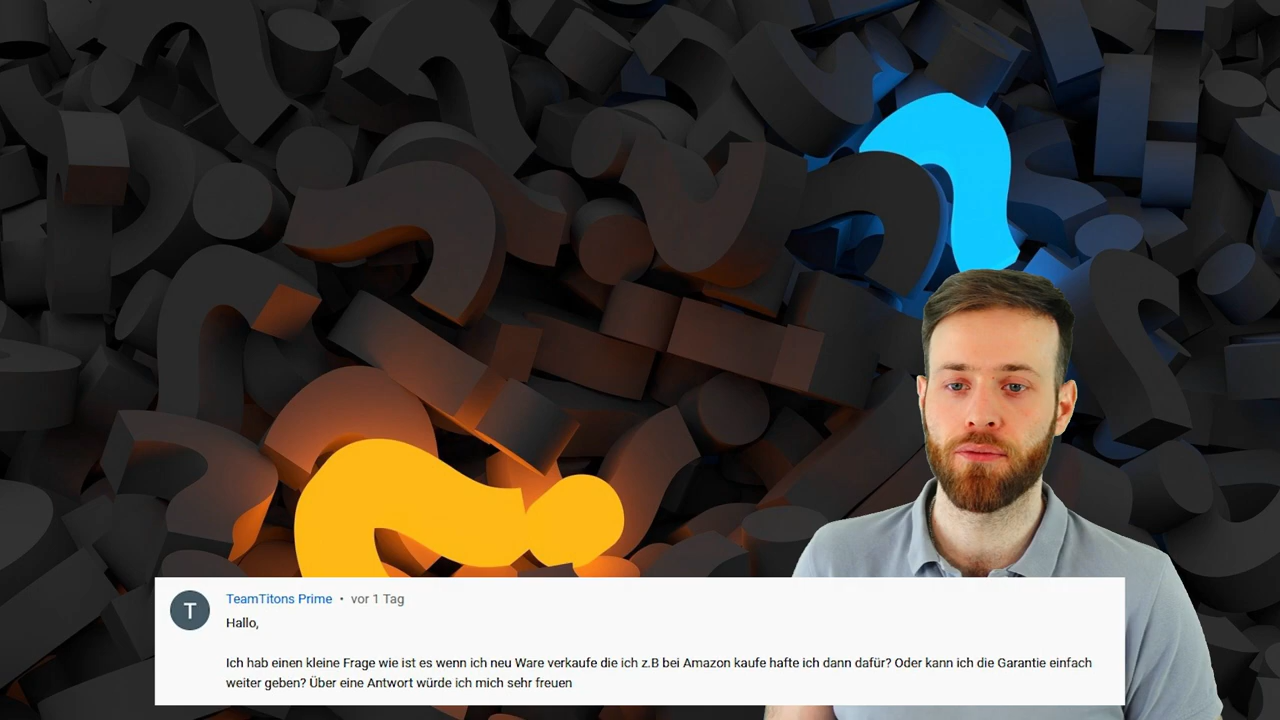 T
TeamTitons Prime • vor 1 Tag
Hallo,
Ich hab einen kleine Frage wie ist es wenn ich neu Ware verkaufe die ich z.B bei Amazon kaufe hafte ich dann dafür? Oder kann ich die Garantie einfach
weiter geben? Über eine Antwort würde ich mich sehr freuen